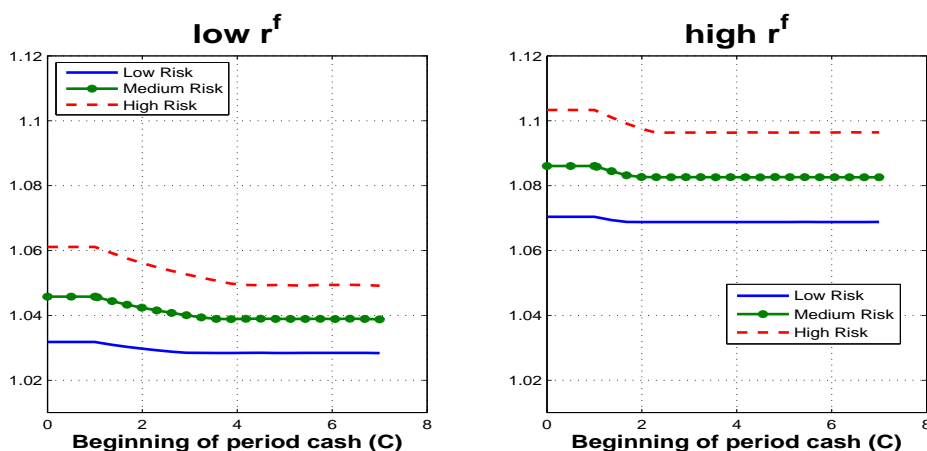 low r^f
1.12
1.1
1.08
1.06
1.04
1.02
0 2 4 6 8
Beginning of period cash (C)
Low Risk
Medium Risk
High Risk
high r^f
1.12
1.1
1.08
1.06
1.04
1.02
0 2 4 6 8
Beginning of period cash (C)
Low Risk
Medium Risk
High Risk